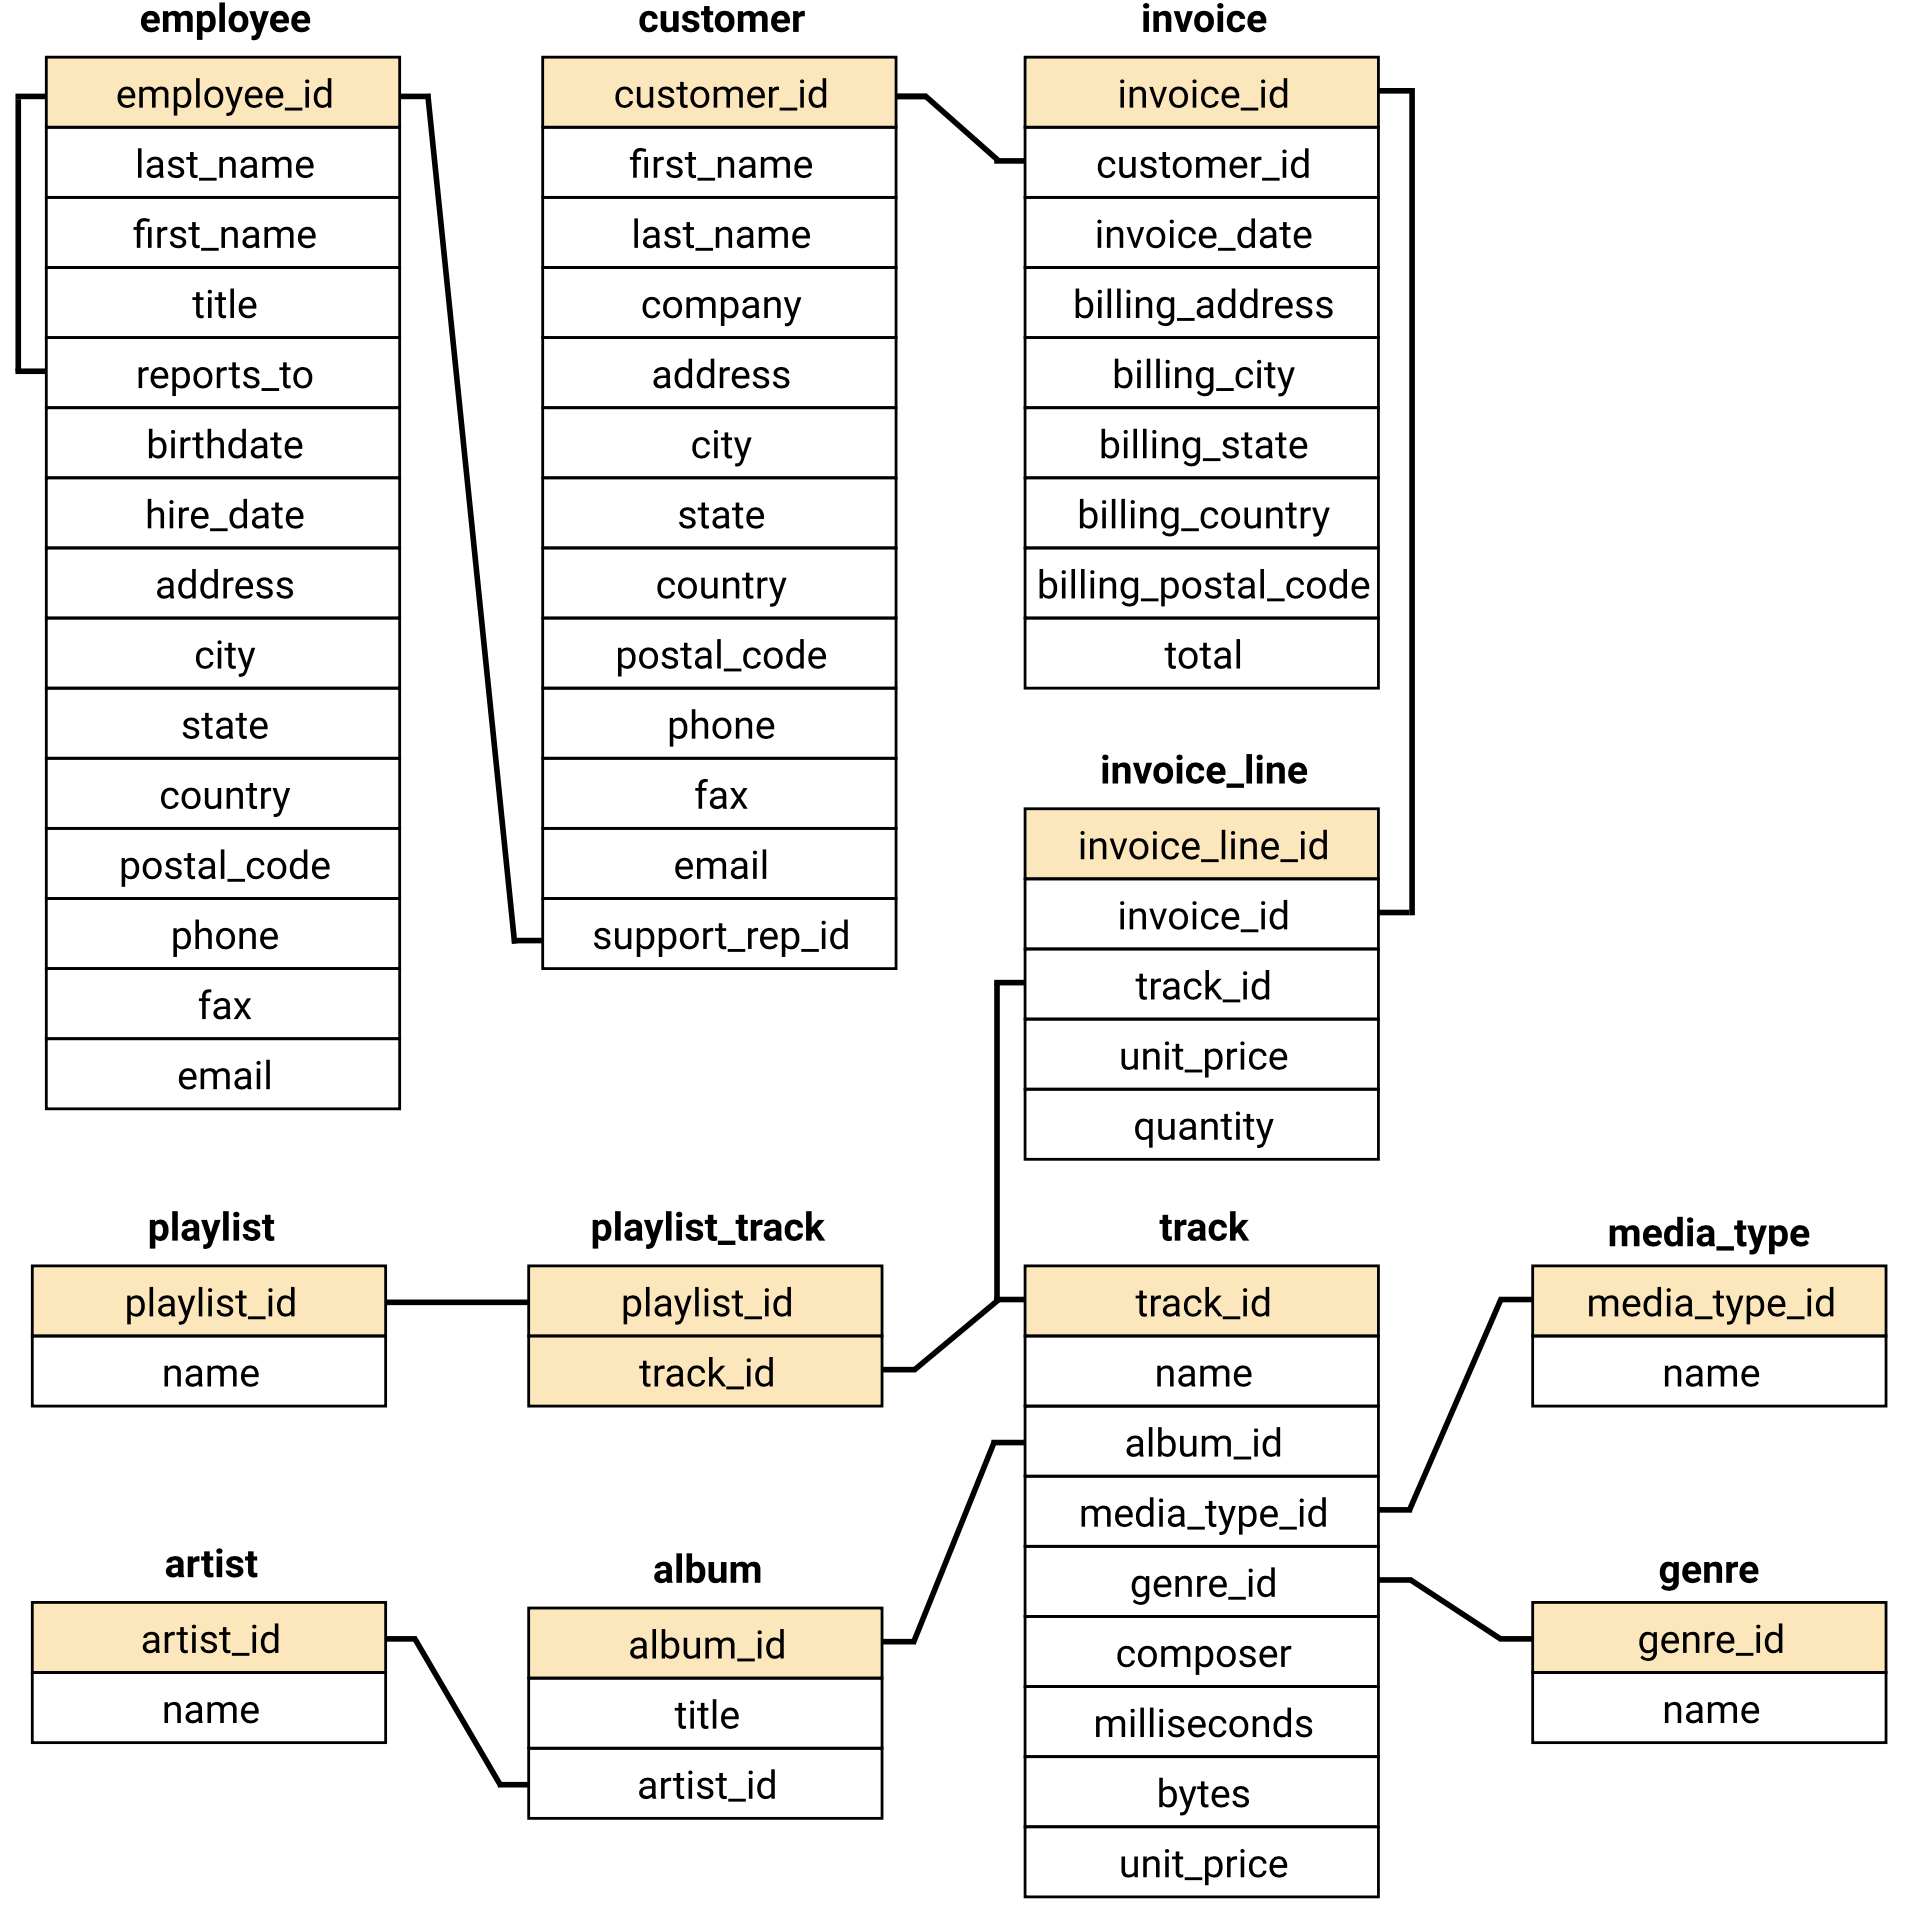 employee
employee_id
last_name
first_name
title
reports_to
birthdate
hire_date
address
city
state
country
postal_code
phone
fax
email
customer
customer_id
first_name
last_name
company
address
city
state
country
postal_code
phone
fax
email
support_rep_id
invoice
invoice_id
customer_id
invoice_date
billing_address
billing_city
billing_state
billing_country
billing_postal_code
total
invoice_line
invoice_line_id
invoice_id
track_id
unit_price
quantity
playlist
playlist_id
name
playlist_track
playlist_id
track_id
track
track_id
name
album_id
media_type_id
genre_id
composer
milliseconds
bytes
unit_price
media_type
media_type_id
name
artist
artist_id
name
album
album_id
title
artist_id
genre
genre_id
name